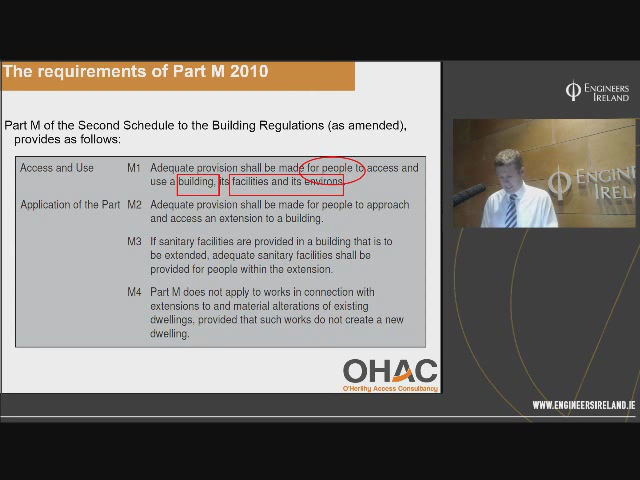 The requirements of Part M 2010
Part M of the Second Schedule to the Building Regulations (as amended),
provides as follows:
Access and Use M1 Adequate provision shall be made for people to access and
use a building, its facilities and its environs.
Application of the Part M2 Adequate provision shall be made for people to approach
and access an extension to a building.
M3 If sanitary facilities are provided in a building that is to
be extended, adequate sanitary facilities shall be
provided for people within the extension.
M4 Part M does not apply to works in connection with
extensions to and material alterations of existing
dwellings, provided that such works do not create a new
dwelling.
OHAC
O'Herlihy Access Consultancy
ENGINEERS
IRELAND
WWW.ENGINEERSIRELAND.IE